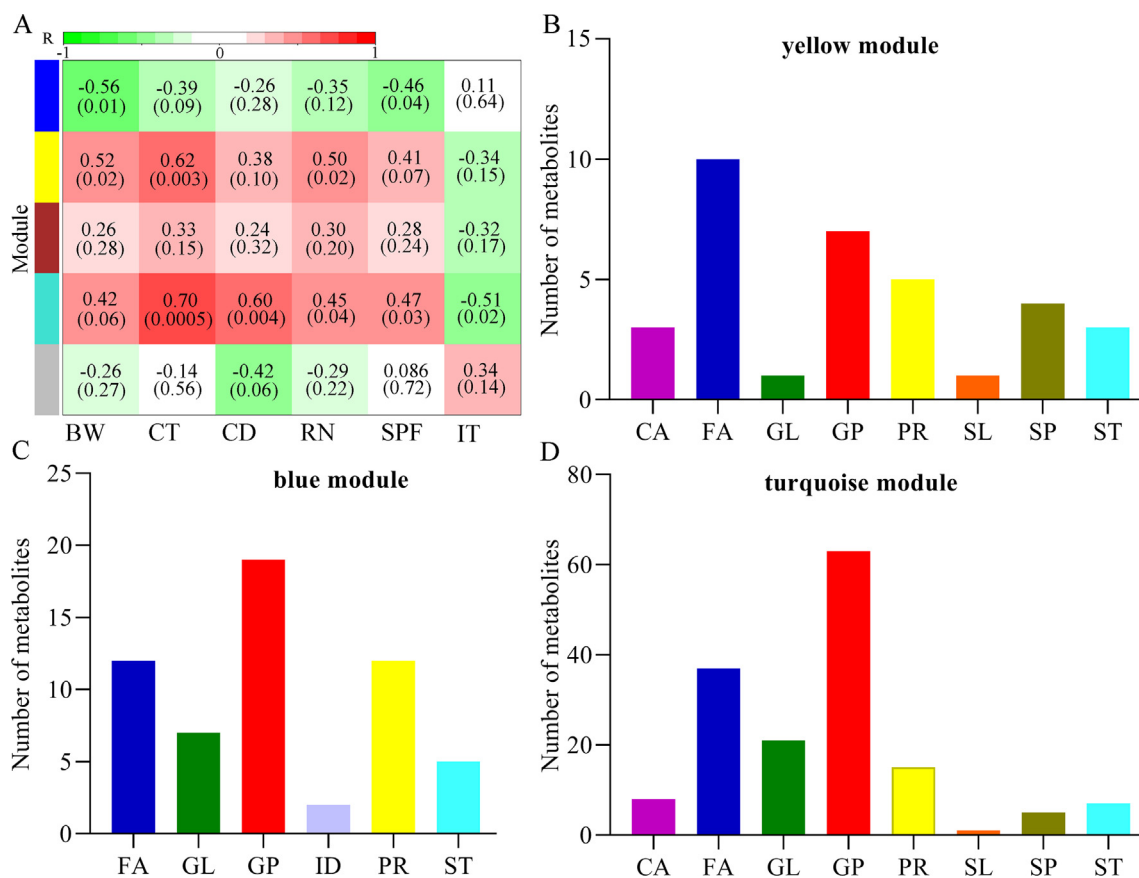 A
R
-1 0 1
Module
-0.56 -0.39 -0.26 -0.35 -0.46 0.11
(0.01) (0.09) (0.28) (0.12) (0.04) (0.64)
0.52 0.62 0.38 0.50 0.41 -0.34
(0.02) (0.003) (0.10) (0.02) (0.07) (0.15)
0.26 0.33 0.24 0.30 0.28 -0.32
(0.28) (0.15) (0.32) (0.20) (0.24) (0.17)
0.42 0.70 0.60 0.45 0.47 -0.51
(0.06) (0.0005) (0.004) (0.04) (0.03) (0.02)
-0.26 -0.14 -0.42 -0.29 0.086 0.34
(0.27) (0.56) (0.06) (0.22) (0.72) (0.14)
BW CT CD RN SPF IT
B
yellow module
Number of metabolites
15
10
5
0
CA FA GL GP PR SL SP ST
C
blue module
Number of metabolites
25
20
15
10
5
0
FA GL GP ID PR ST
D
turquoise module
Number of metabolites
80
60
40
20
0
CA FA GL GP PR SL SP ST